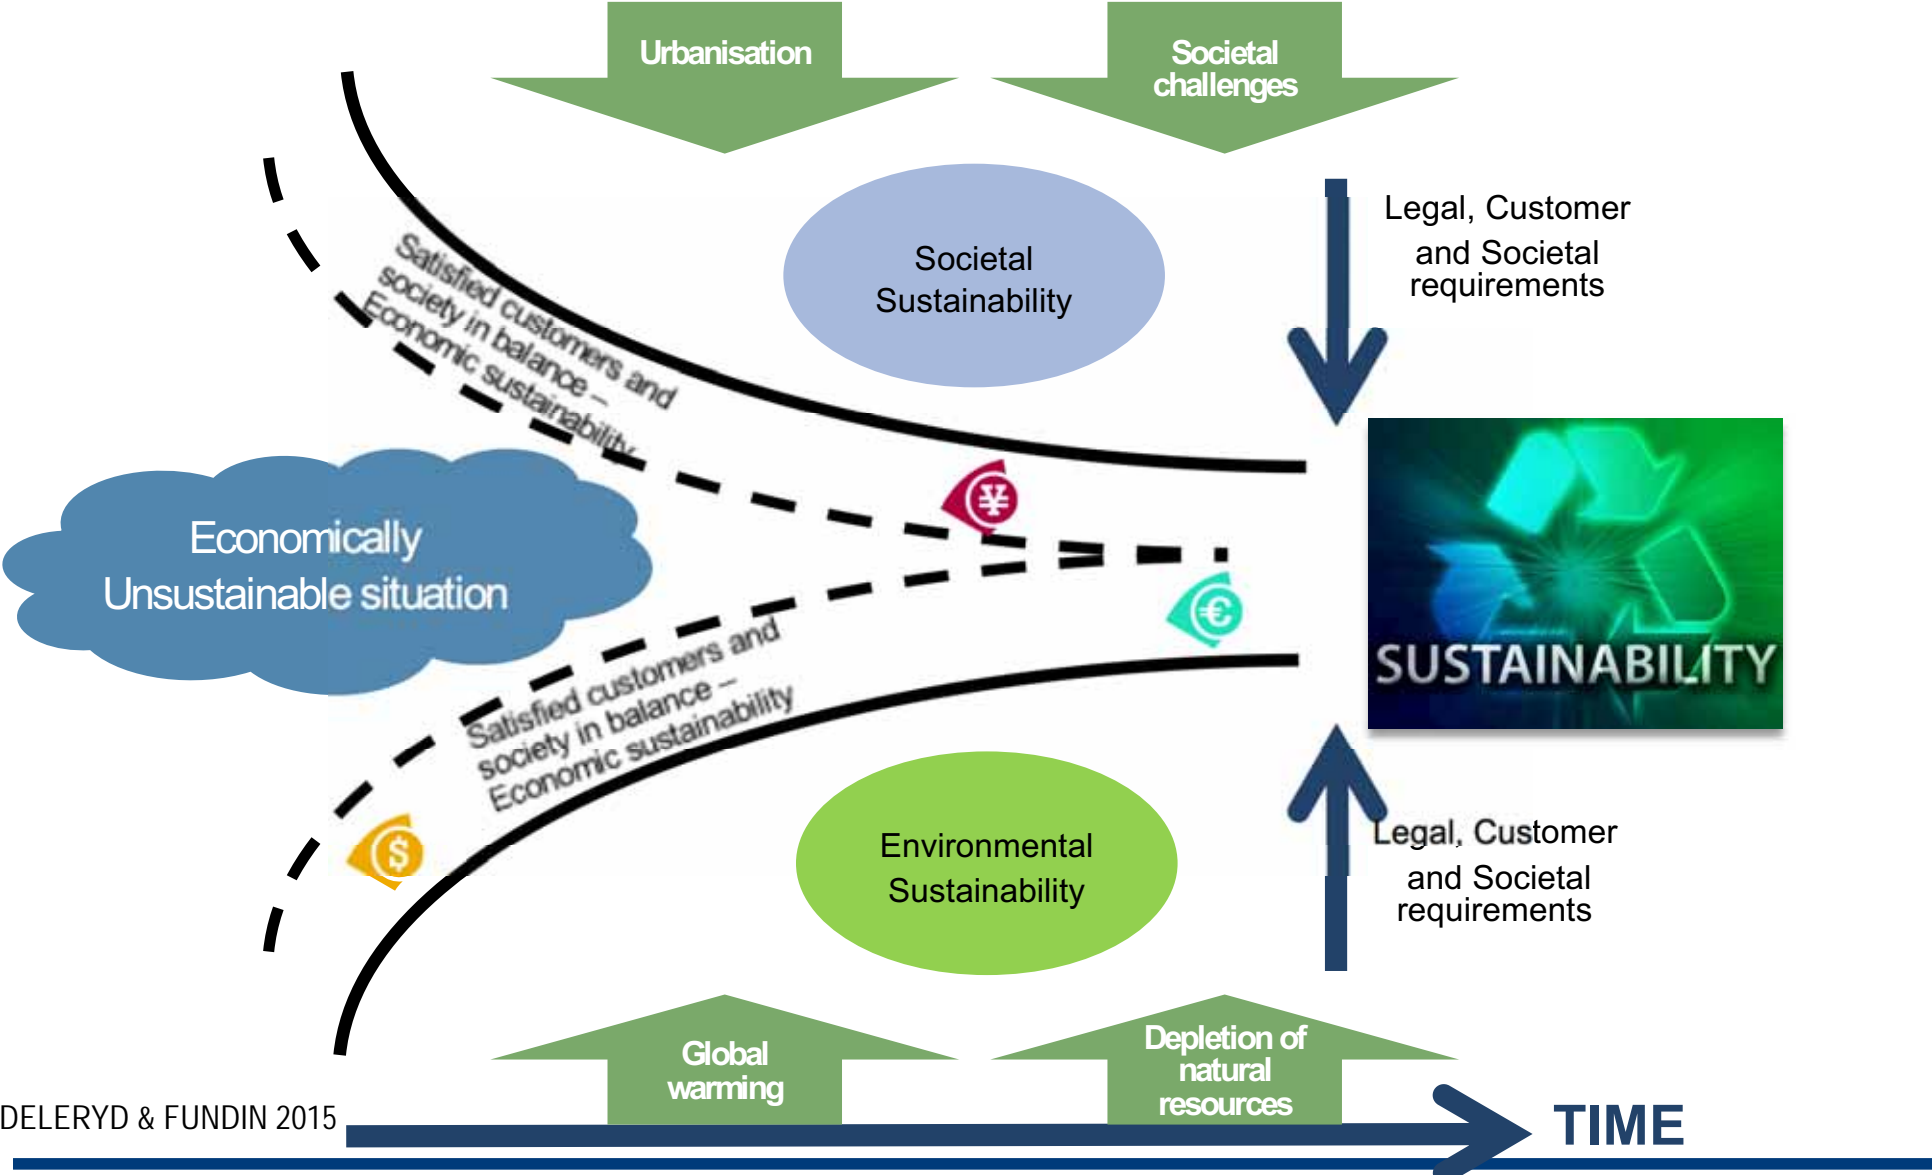 Urbanisation
Societal
challenges
Legal, Customer
and Societal
requirements
Societal
Sustainability
Satisfied customers and
society in balance –
Economic sustainability
¥
Economically
Unsustainable situation
€
SUSTAINABILITY
Satisfied customers and
society in balance –
Economic sustainability
$
Environmental
Sustainability
Legal, Customer
and Societal
requirements
Global
warming
Depletion of
natural
resources
DELERYD & FUNDIN 2015
TIME